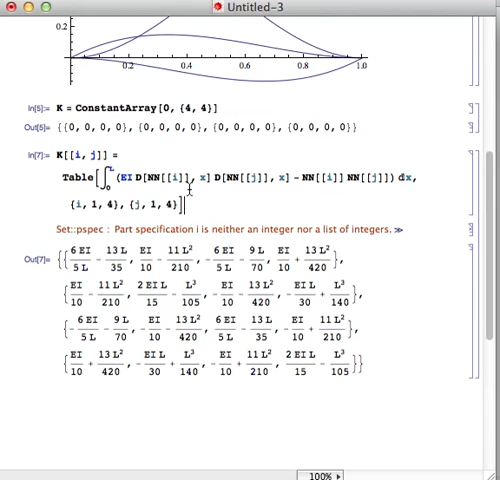 Untitled-3
0.2
0.2 0.4 0.6 0.8 1.0
In[5]:= K = ConstantArray[0, {4, 4}]
Out[5]= {{0, 0, 0, 0}, {0, 0, 0, 0}, {0, 0, 0, 0}, {0, 0, 0, 0}}
In[7]:= K[[i, j]] =
Table[∫₀ᴸ (EI D[NN[[i]], x] D[NN[[j]], x] - NN[[i]] NN[[j]]) dx,
{i, 1, 4}, {j, 1, 4}]
Set::pspec : Part specification i is neither an integer nor a list of integers. ≫
Out[7]= {{6 EI/5 L - 13 L/35, EI/10 - 11 L²/210, -6 EI/5 L - 9 L/70, EI/10 + 13 L²/420},
{EI/10 - 11 L²/210, 2 EI L/15 - L³/105, -EI/10 - 13 L²/420, -EI L/30 + L³/140},
{-6 EI/5 L - 9 L/70, -EI/10 - 13 L²/420, 6 EI/5 L - 13 L/35, -EI/10 + 11 L²/210},
{EI/10 + 13 L²/420, -EI L/30 + L³/140, -EI/10 + 11 L²/210, 2 EI L/15 - L³/105}}
100%